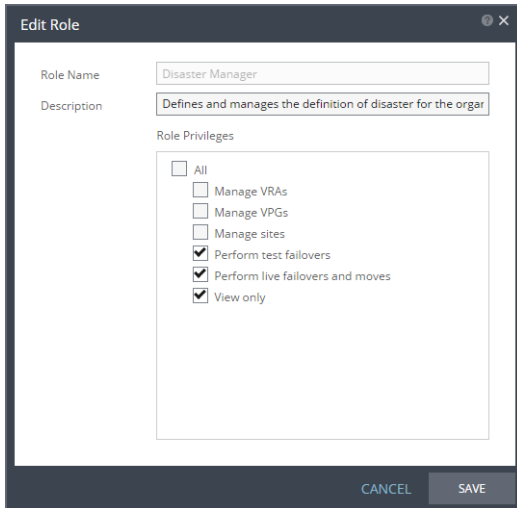 Edit Role
Role Name
Disaster Manager
Description
Defines and manages the definition of disaster for the organ
Role Privileges
All
Manage VRAs
Manage VPGs
Manage sites
Perform test failovers
Perform live failovers and moves
View only
CANCEL
SAVE